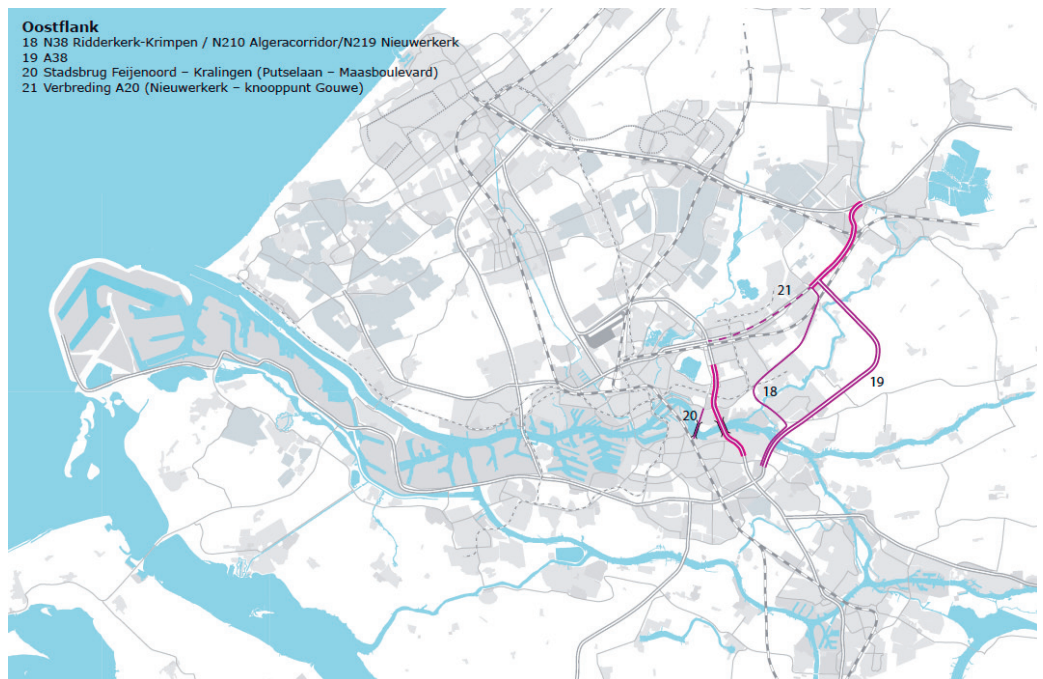 Oostflank
18 N38 Ridderkerk-Krimpen / N210 Algeracorridor/N219 Nieuwerkerk
19 A38
20 Stadsbrug Feijenoord – Kralingen (Putselaan – Maasboulevard)
21 Verbreding A20 (Nieuwerkerk – knooppunt Gouwe)
21
19
18
20